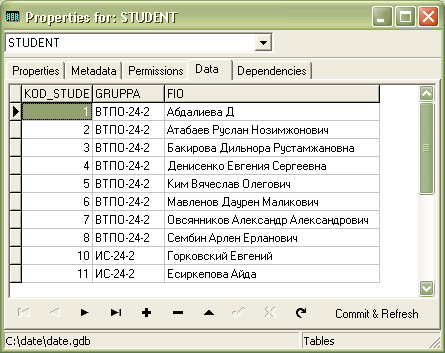 Properties for: STUDENT
STUDENT
Properties Metadata Permissions Data Dependencies
KOD_STUDE GRUPPA FIO
1 ВТПО-24-2 Абдалиева Д
2 ВТПО-24-2 Атабаев Руслан Нозимжонович
3 ВТПО-24-2 Бакирова Дильнора Рустамжановна
4 ВТПО-24-2 Денисенко Евгения Сергеевна
5 ВТПО-24-2 Ким Вячеслав Олегович
6 ВТПО-24-2 Мавленов Даурен Маликович
7 ВТПО-24-2 Овсянников Александр Александрович
8 ВТПО-24-2 Сембин Арлен Ерланович
10 ИС-24-2 Горковский Евгений
11 ИС-24-2 Есиркепова Айда
Commit & Refresh
C:\date\date.gdb Tables